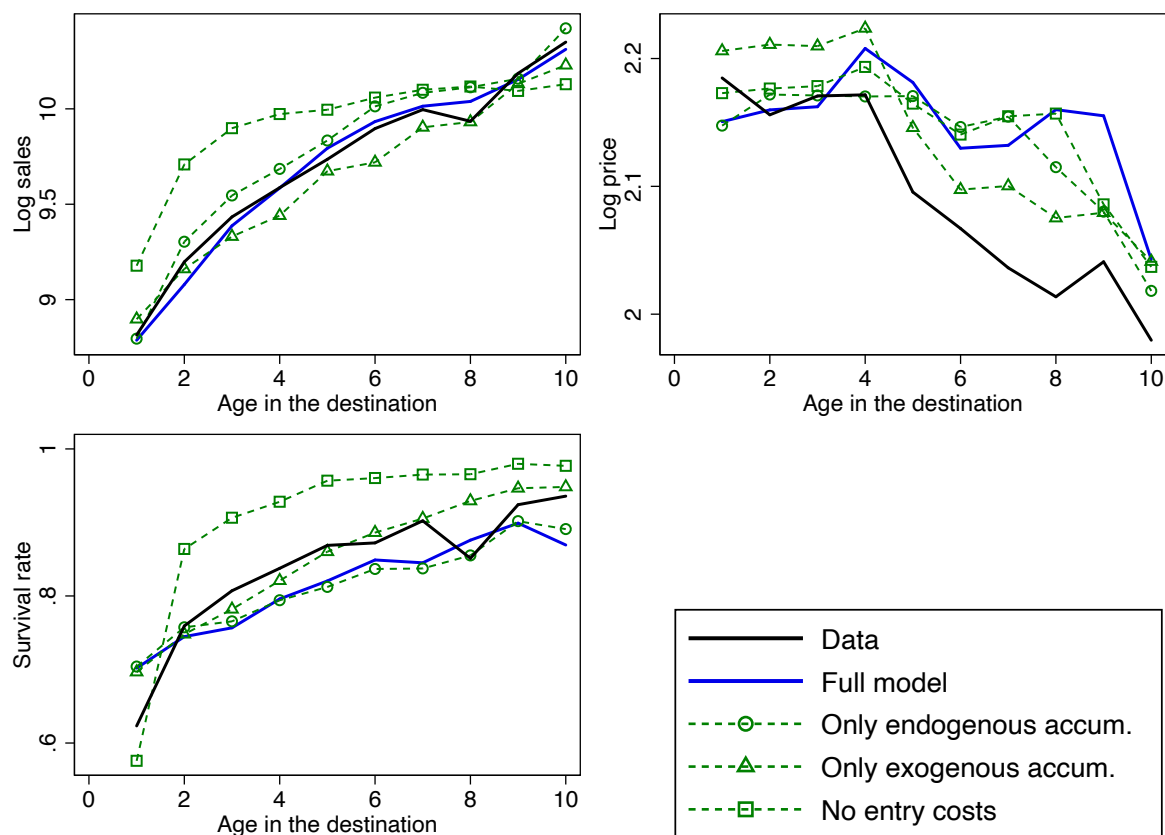 Log sales
9
9.5
10
0
2
4
6
8
10
Age in the destination
Log price
2
2.1
2.2
0
2
4
6
8
10
Age in the destination
Survival rate
.6
.8
1
0
2
4
6
8
10
Age in the destination
Data
Full model
Only endogenous accum.
Only exogenous accum.
No entry costs